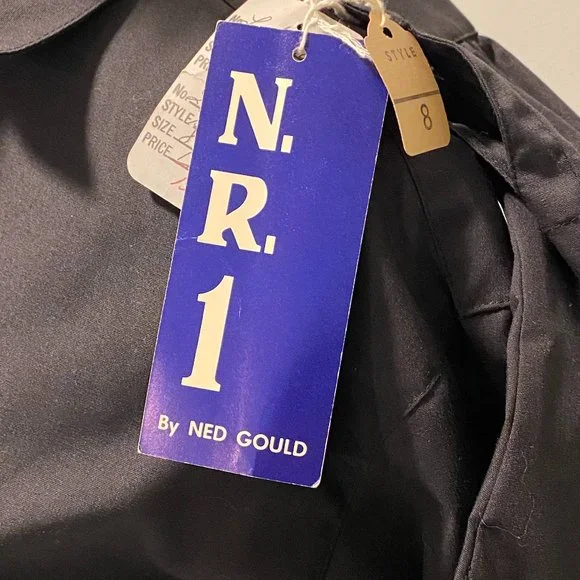 N.
R.
1
By NED GOULD
STYLE
8
No.
STYLE
SIZE
PRICE